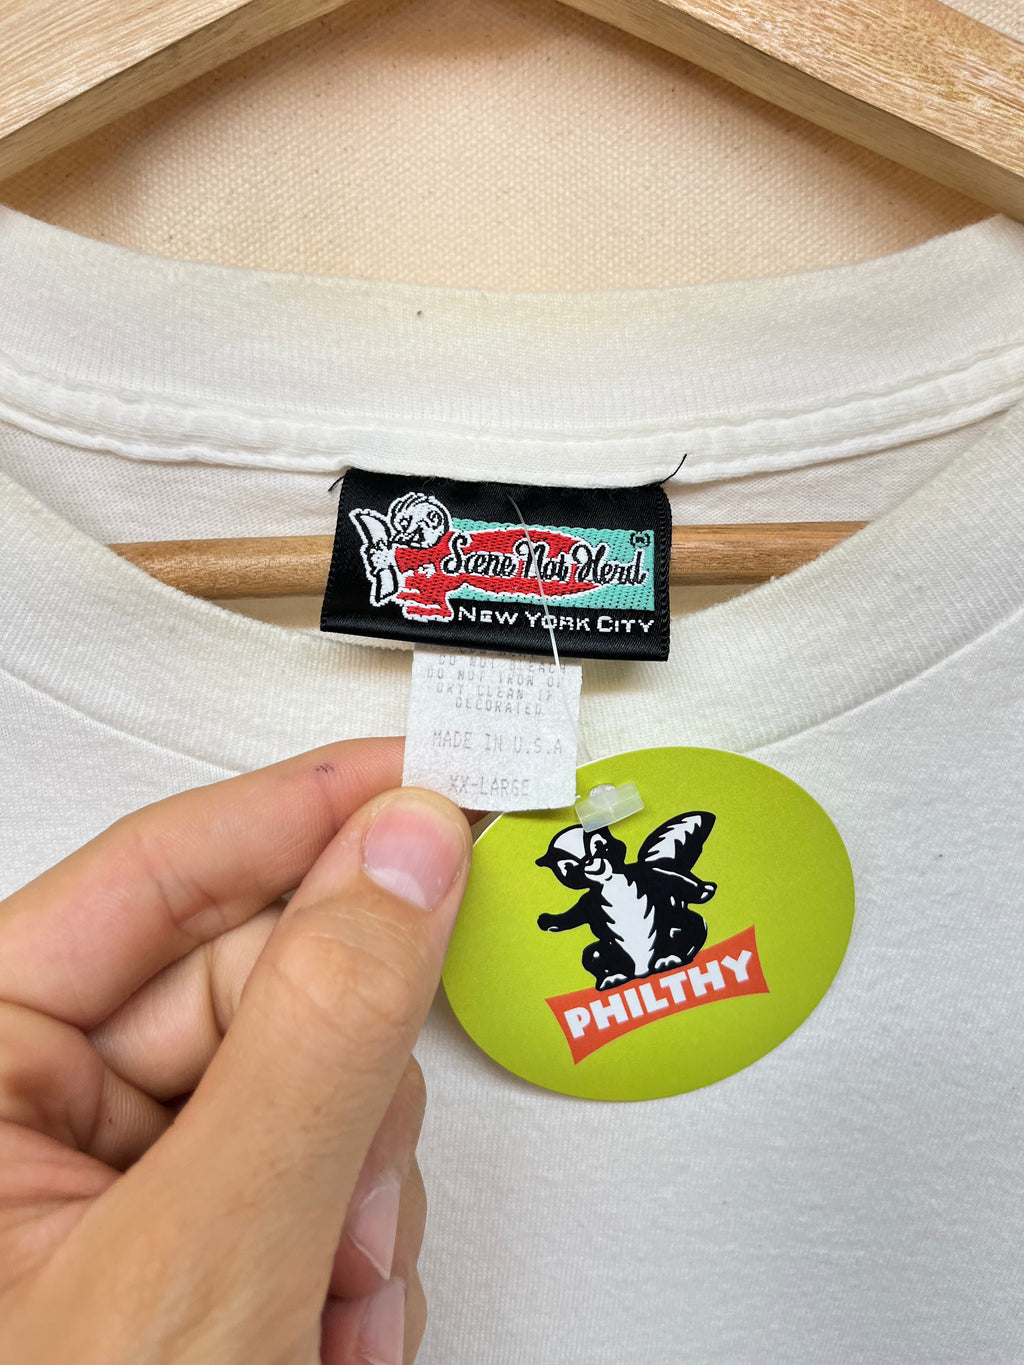 Scene Not Herd
NEW YORK CITY
DO NOT BLEACH
DO NOT IRON OR
DRY CLEAN IF
DECORATED
MADE IN U.S.A
XX-LARGE
PHILTHY